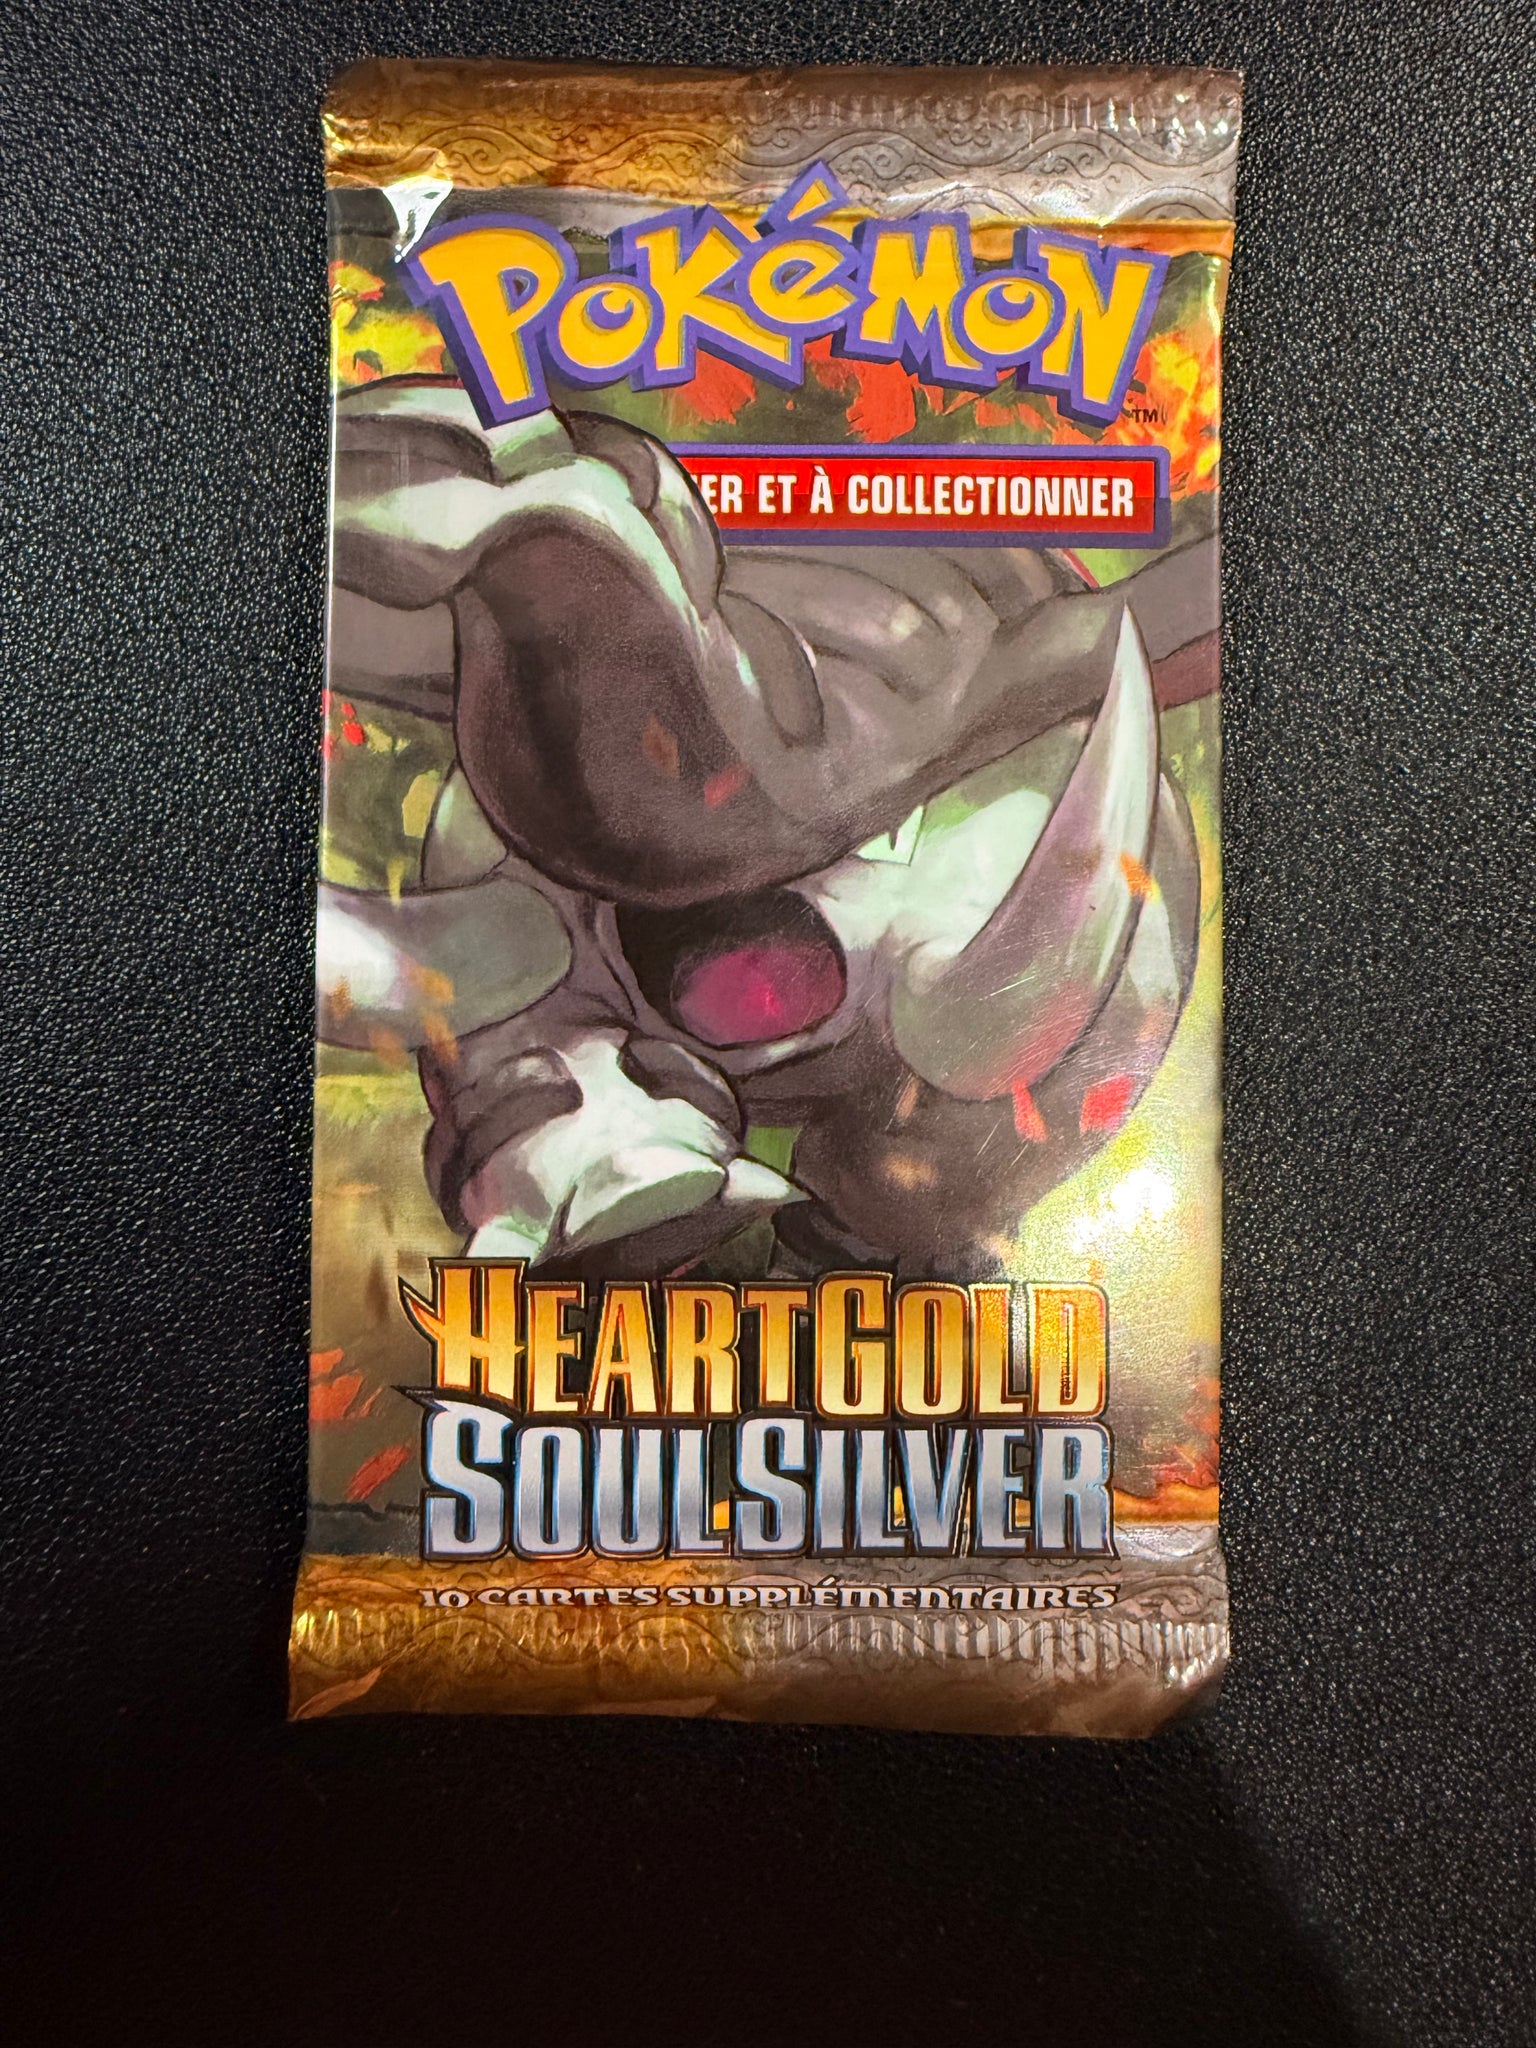 POKéMON
TM
ER ET À COLLECTIONNER
HEARTGOLD
SOULSILVER
10 CARTES SUPPLÉMENTAIRES